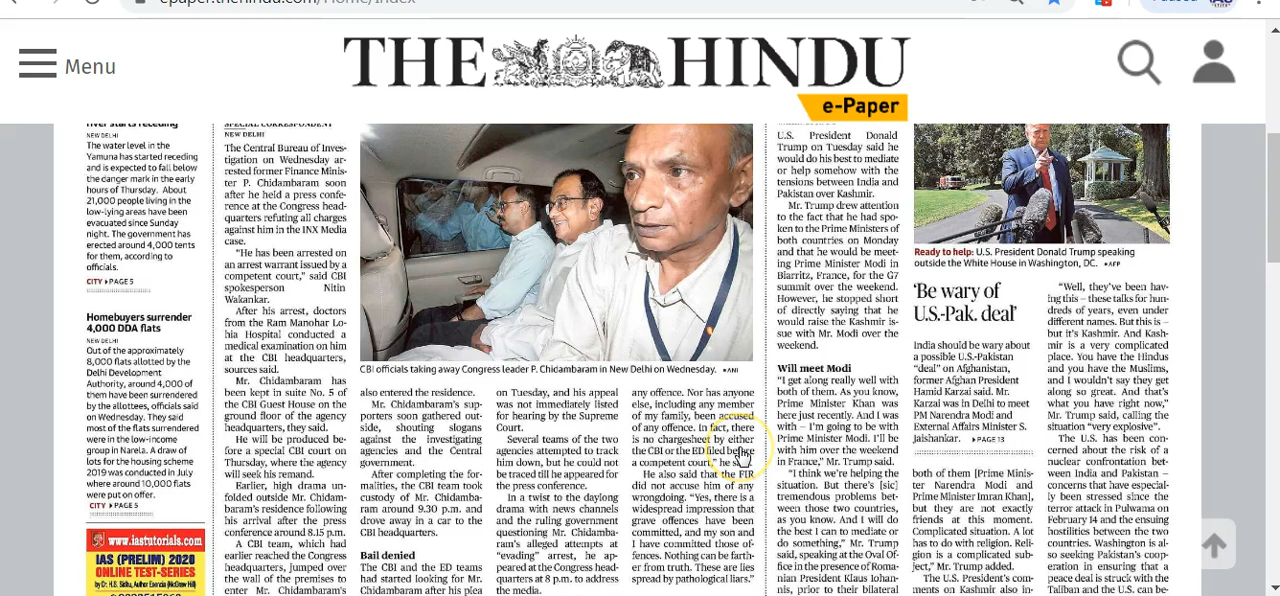 epaper.thehindu.com/Home/Index
Paused
Menu
THE HINDU
e-Paper
river starts receding
NEW DELHI
The water level in the
Yamuna has started receding
and is expected to fall below
the danger mark in the early
hours of Thursday. About
21,000 people living in the
low-lying areas have been
evacuated since Sunday
night. The government has
erected around 4,000 tents
for them, according to
officials.
CITY ▸ PAGE 5
Homebuyers surrender
4,000 DDA flats
NEW DELHI
Out of the approximately
8,000 flats allotted by the
Delhi Development
Authority, around 4,000 of
them have been surrendered
by the allottees, officials said
on Wednesday. They said
most of the flats surrendered
were in the low-income
group in Narela. A draw of
lots for the housing scheme
2019 was conducted in July
where around 10,000 flats
were put on offer.
CITY ▸ PAGE 5
www.iastutorials.com
IAS (PRELIM) 2020
ONLINE TEST-SERIES
SPECIAL CORRESPONDENT
NEW DELHI
The Central Bureau of Inves-
tigation on Wednesday ar-
rested former Finance Minis-
ter P. Chidambaram soon
after he held a press confe-
rence at the Congress head-
quarters refuting all charges
against him in the INX Media
case.
“He has been arrested on
an arrest warrant issued by a
competent court,” said CBI
spokesperson Nitin
Wakankar.
After his arrest, doctors
from the Ram Manohar Lo-
hia Hospital conducted a
medical examination on him
at the CBI headquarters,
sources said.
Mr. Chidambaram has
been kept in suite No. 5 of
the CBI Guest House on the
ground floor of the agency
headquarters, they said.
He will be produced be-
fore a special CBI court on
Thursday, where the agency
will seek his remand.
Earlier, high drama un-
folded outside Mr. Chidam-
baram’s residence following
his arrival after the press
conference around 8.15 p.m.
A CBI team, which had
earlier reached the Congress
headquarters, jumped over
the wall of the premises to
enter Mr. Chidambaram’s
CBI officials taking away Congress leader P. Chidambaram in New Delhi on Wednesday. ▪ANI
also entered the residence.
Mr. Chidambaram’s sup-
porters soon gathered out-
side, shouting slogans
against the investigating
agencies and the Central
government.
After completing the for-
malities, the CBI team took
custody of Mr. Chidamba-
ram around 9.30 p.m. and
drove away in a car to the
CBI headquarters.
Bail denied
The CBI and the ED teams
had started looking for Mr.
Chidambaram after his plea
on Tuesday, and his appeal
was not immediately listed
for hearing by the Supreme
Court.
Several teams of the two
agencies attempted to track
him down, but he could not
be traced till he appeared for
the press conference.
In a twist to the daylong
drama with news channels
and the ruling government
questioning Mr. Chidamba-
ram’s alleged attempts at
“evading” arrest, he ap-
peared at the Congress head-
quarters at 8 p.m. to address
the media.
any offence. Nor has anyone
else, including any member
of my family, been accused
of any offence. In fact, there
is no chargesheet by either
the CBI or the ED filed before
a competent court,” he said.
He also said that the FIR
did not accuse him of any
wrongdoing. “Yes, there is a
widespread impression that
grave offences have been
committed, and my son and
I have committed those of-
fences. Nothing can be farth-
er from truth. These are lies
spread by pathological liars.”
U.S. President Donald
Trump on Tuesday said he
would do his best to mediate
or help somehow with the
tensions between India and
Pakistan over Kashmir.
Mr. Trump drew attention
to the fact that he had spo-
ken to the Prime Ministers of
both countries on Monday
and that he would be meet-
ing Prime Minister Modi in
Biarritz, France, for the G7
summit over the weekend.
However, he stopped short
of directly saying that he
would raise the Kashmir is-
sue with Mr. Modi over the
weekend.
Will meet Modi
“I get along really well with
both of them. As you know,
Prime Minister Khan was
here just recently. And I was
with – I’m going to be with
Prime Minister Modi. I’ll be
with him over the weekend
in France,” Mr. Trump said.
“I think we’re helping the
situation. But there’s [sic]
tremendous problems bet-
ween those two countries,
as you know. And I will do
the best I can to mediate or
do something,” Mr. Trump
said, speaking at the Oval Of-
fice in the presence of Roma-
nian President Klaus Iohan-
nis, prior to their bilateral
Ready to help: U.S. President Donald Trump speaking
outside the White House in Washington, DC. ▪AFP
‘Be wary of
U.S.-Pak. deal’
India should be wary about
a possible U.S.-Pakistan
“deal” on Afghanistan,
former Afghan President
Hamid Karzai said. Mr.
Karzai was in Delhi to meet
PM Narendra Modi and
External Affairs Minister S.
Jaishankar. ▸ PAGE 13
both of them [Prime Minis-
ter Narendra Modi and
Prime Minister Imran Khan],
but they are not exactly
friends at this moment.
Complicated situation. A lot
has to do with religion. Reli-
gion is a complicated sub-
ject,” Mr. Trump added.
The U.S. President’s com-
ments on Kashmir also in-
“Well, they’ve been hav-
ing this – these talks for hun-
dreds of years, even under
different names. But this is –
but it’s Kashmir. And Kash-
mir is a very complicated
place. You have the Hindus
and you have the Muslims,
and I wouldn’t say they get
along so great. And that’s
what you have right now,”
Mr. Trump said, calling the
situation “very explosive”.
The U.S. has been con-
cerned about the risk of a
nuclear confrontation bet-
ween India and Pakistan –
concerns that have especial-
ly been stressed since the
terror attack in Pulwama on
February 14 and the ensuing
hostilities between the two
countries. Washington is al-
so seeking Pakistan’s coop-
eration in ensuring that a
peace deal is struck with the
Taliban and the U.S. can be-